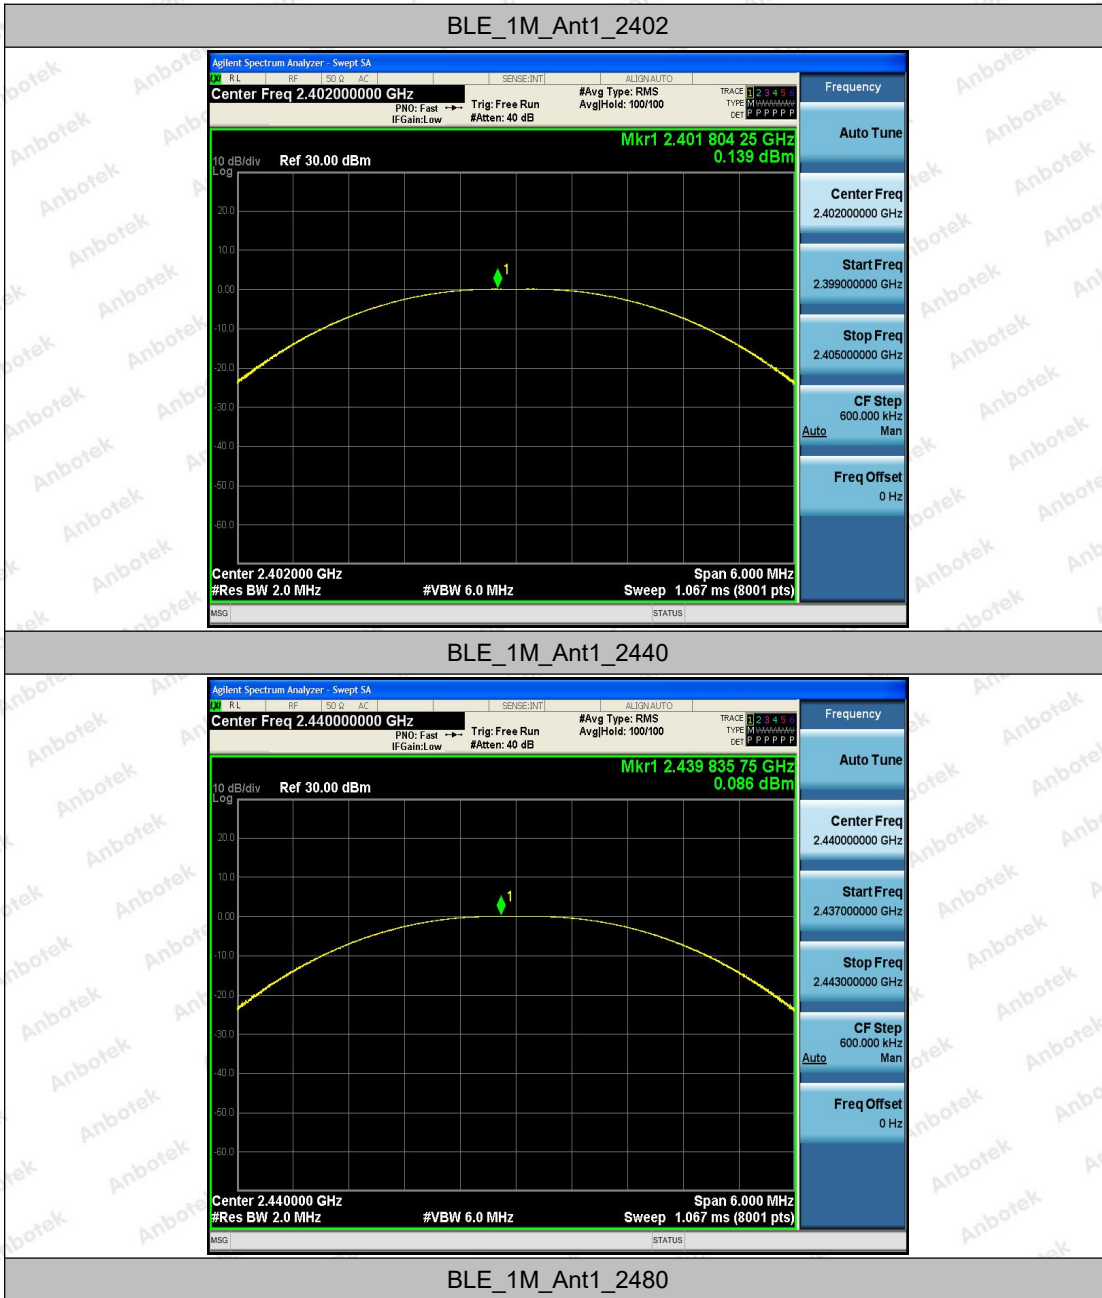 BLE_1M_Ant1_2402
Agilent Spectrum Analyzer - Swept SA
LXI RL RF 50 Ω AC SENSE:INT ALIGNAUTO
Center Freq 2.402000000 GHz
PNO: Fast
IFGain:Low
Trig: Free Run
#Atten: 40 dB
#Avg Type: RMS
Avg|Hold: 100/100
TRACE 1 2 3 4 5 6
TYPE M
DET P P P P P P
Mkr1 2.401 804 25 GHz
0.139 dBm
10 dB/div Ref 30.00 dBm
Log
20.0
10.0
0.00
-10.0
-20.0
-30.0
-40.0
-50.0
-60.0
1
Center 2.402000 GHz Span 6.000 MHz
#Res BW 2.0 MHz #VBW 6.0 MHz Sweep 1.067 ms (8001 pts)
MSG STATUS
Frequency
Auto Tune
Center Freq
2.402000000 GHz
Start Freq
2.399000000 GHz
Stop Freq
2.405000000 GHz
CF Step
600.000 kHz
Auto Man
Freq Offset
0 Hz
BLE_1M_Ant1_2440
Agilent Spectrum Analyzer - Swept SA
LXI RL RF 50 Ω AC SENSE:INT ALIGNAUTO
Center Freq 2.440000000 GHz
PNO: Fast
IFGain:Low
Trig: Free Run
#Atten: 40 dB
#Avg Type: RMS
Avg|Hold: 100/100
TRACE 1 2 3 4 5 6
TYPE M
DET P P P P P P
Mkr1 2.439 835 75 GHz
0.086 dBm
10 dB/div Ref 30.00 dBm
Log
20.0
10.0
0.00
-10.0
-20.0
-30.0
-40.0
-50.0
-60.0
1
Center 2.440000 GHz Span 6.000 MHz
#Res BW 2.0 MHz #VBW 6.0 MHz Sweep 1.067 ms (8001 pts)
MSG STATUS
Frequency
Auto Tune
Center Freq
2.440000000 GHz
Start Freq
2.437000000 GHz
Stop Freq
2.443000000 GHz
CF Step
600.000 kHz
Auto Man
Freq Offset
0 Hz
BLE_1M_Ant1_2480